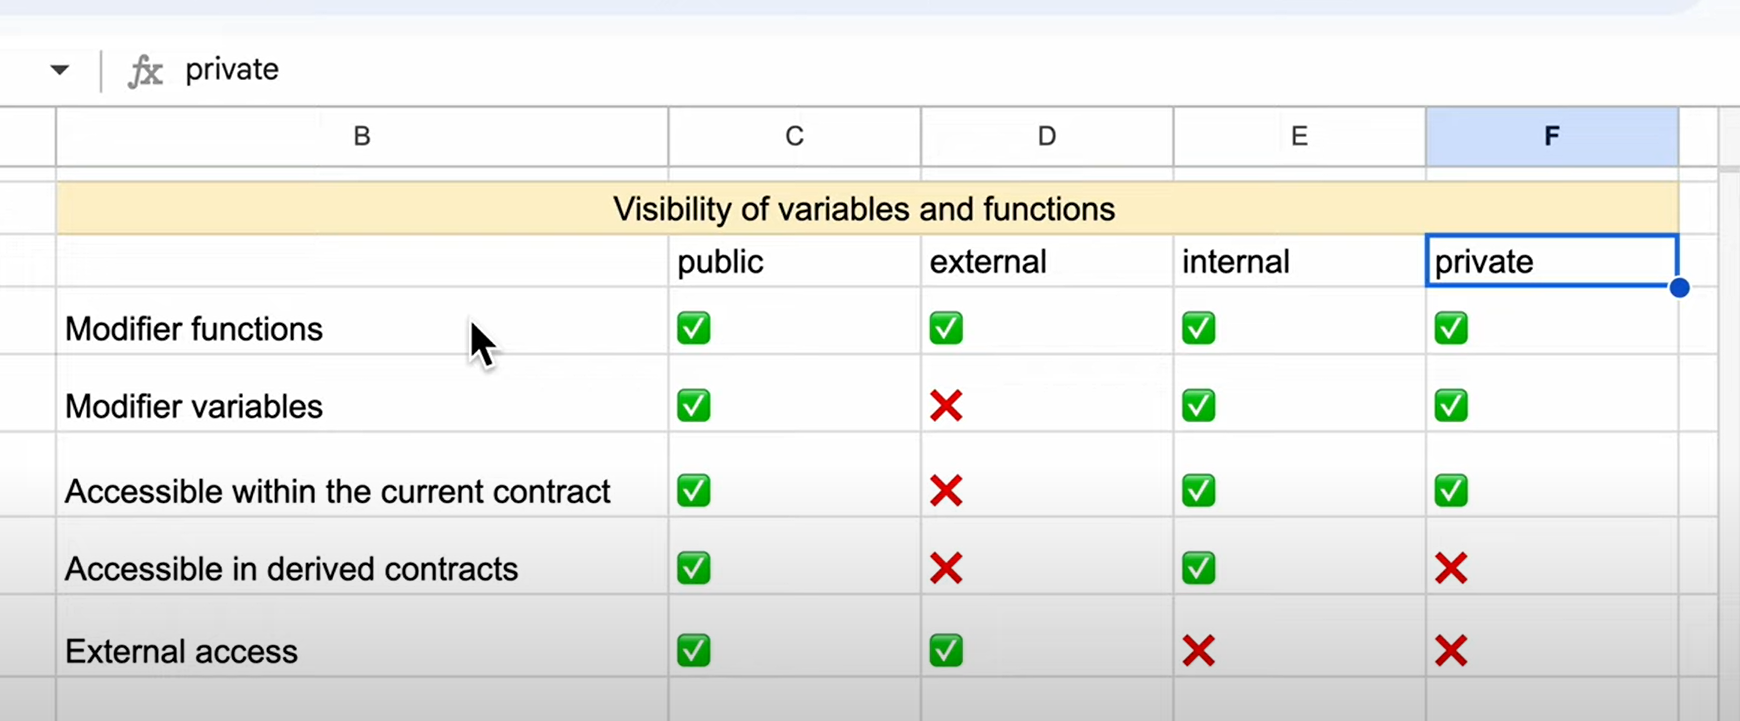 fx private
B C D E F
Visibility of variables and functions
public external internal private
Modifier functions ✅ ✅ ✅ ✅
Modifier variables ✅ ❌ ✅ ✅
Accessible within the current contract ✅ ❌ ✅ ✅
Accessible in derived contracts ✅ ❌ ✅ ❌
External access ✅ ✅ ❌ ❌